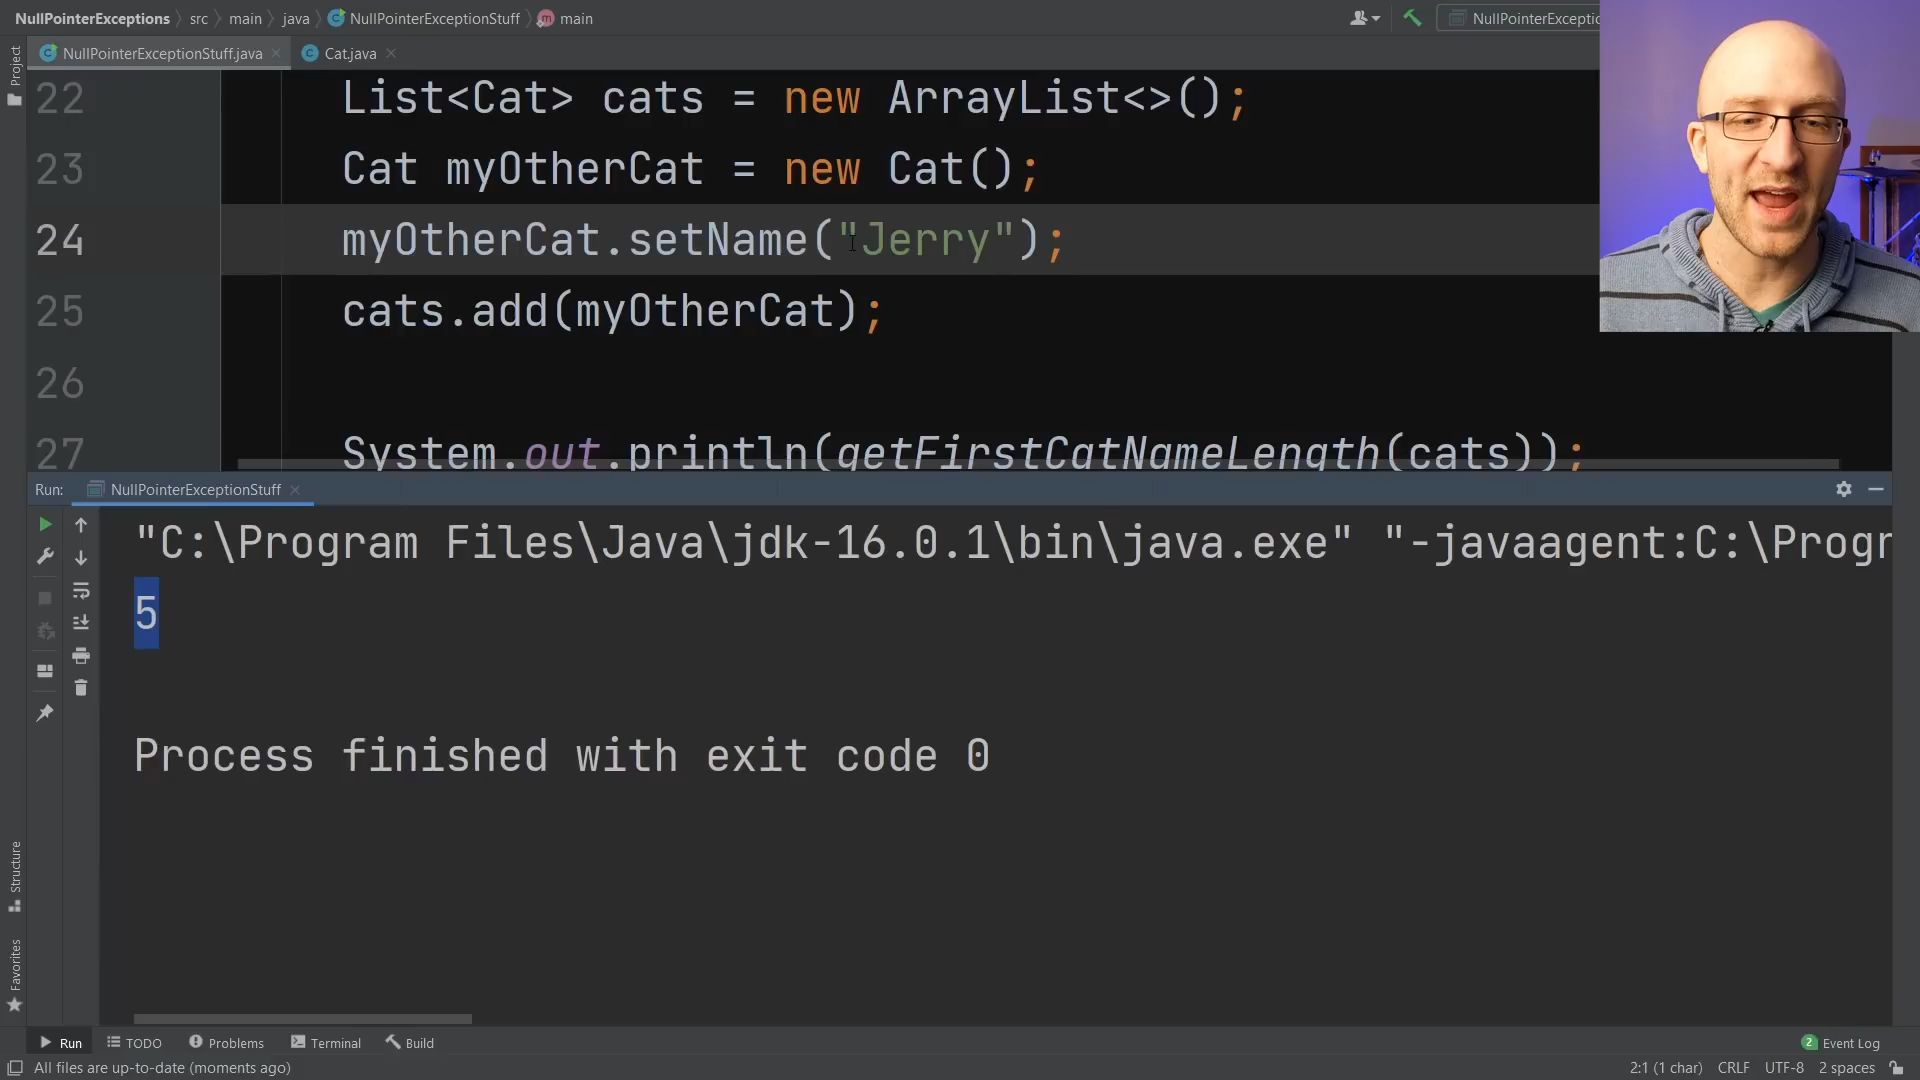 NullPointerExceptions src main java NullPointerExceptionStuff main
NullPointerExceptio
NullPointerExceptionStuff.java Cat.java
Project
22 List<Cat> cats = new ArrayList<>();
23 Cat myOtherCat = new Cat();
24 myOtherCat.setName("Jerry");
25 cats.add(myOtherCat);
26
27 System.out.println(getFirstCatNameLength(cats));
Run: NullPointerExceptionStuff
"C:\Program Files\Java\jdk-16.0.1\bin\java.exe" "-javaagent:C:\Progr
5
Process finished with exit code 0
Structure
Favorites
Run TODO Problems Terminal Build 2 Event Log
All files are up-to-date (moments ago) 2:1 (1 char) CRLF UTF-8 2 spaces